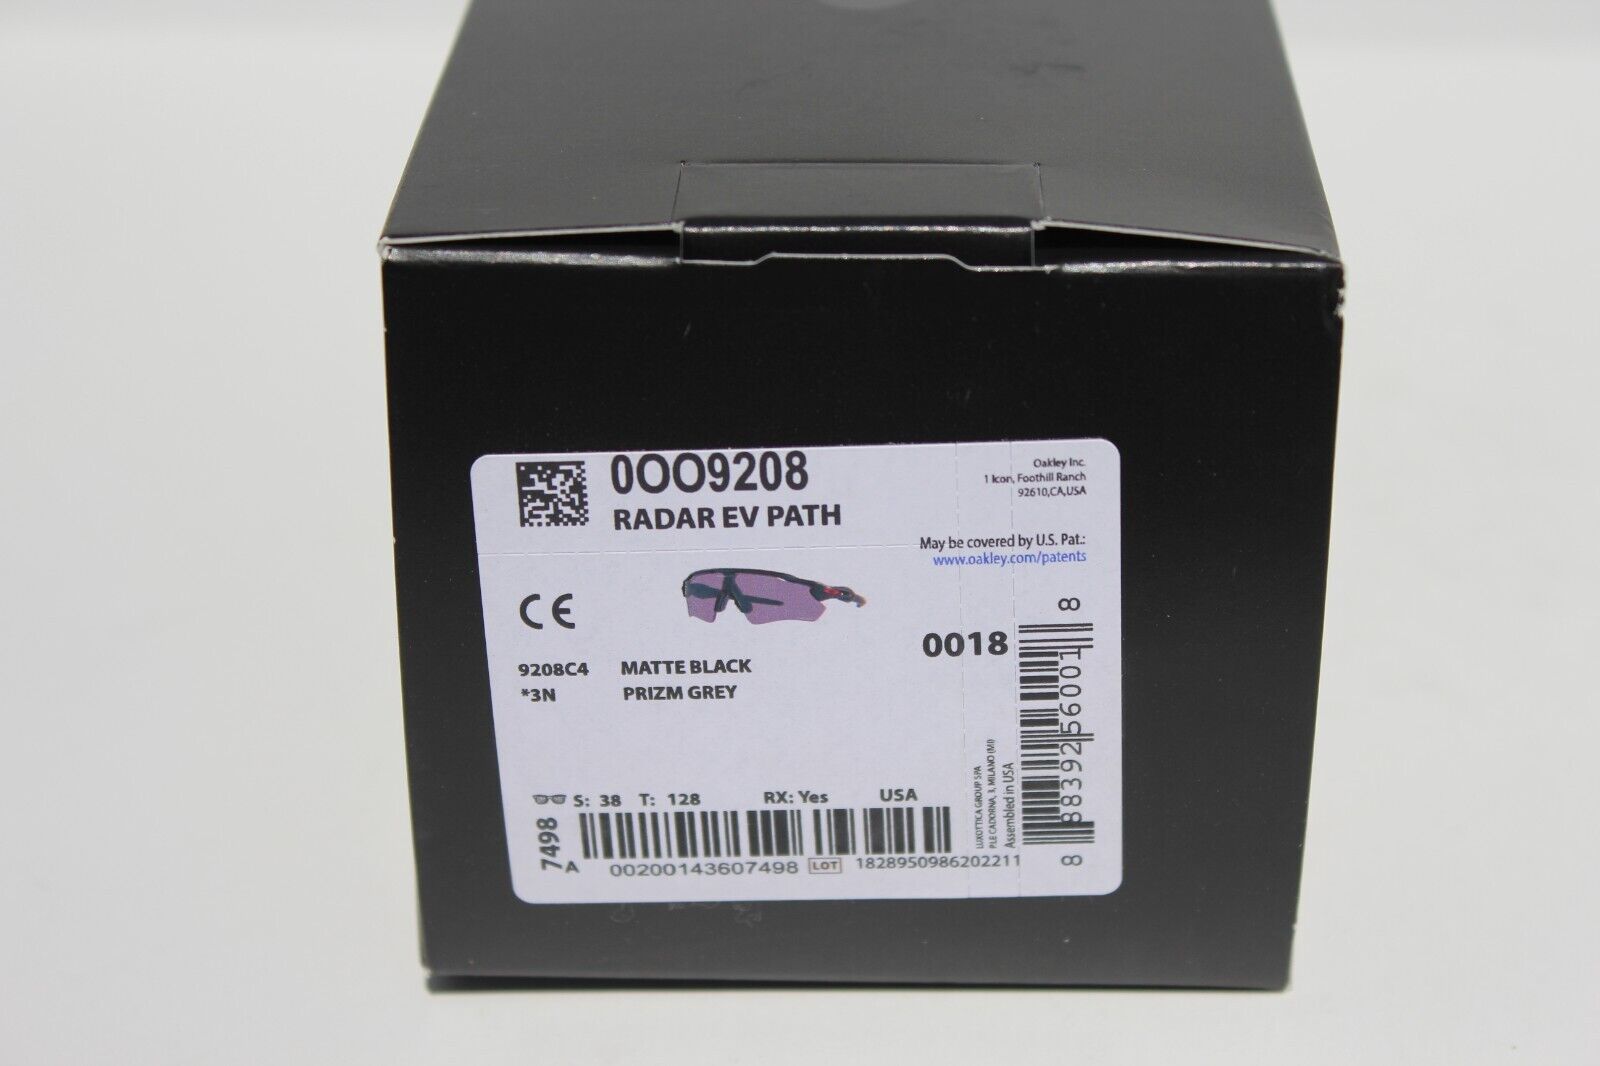 0OO9208
RADAR EV PATH
Oakley Inc.
1 Icon, Foothill Ranch
92610,CA,USA
May be covered by U.S. Pat.:
www.oakley.com/patents
CE
0018
9208C4 MATTE BLACK
*3N PRIZM GREY
S: 38 T: 128 RX: Yes USA
7498
A 00200143607498 LOT 1828950986202211
LUXOTTICA GROUP SPA
P.LE CADORNA, 3, MILANO (MI)
Assembled in USA
8 88392 56001 8